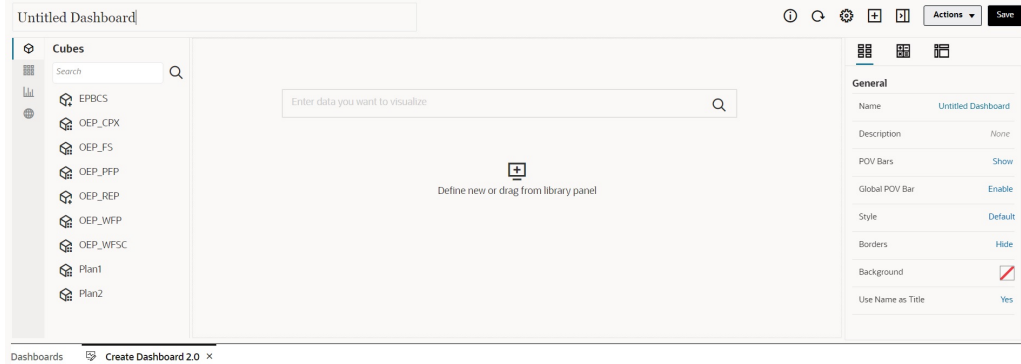 Untitled Dashboard
Actions
Save
Cubes
Search
EPBCS
OEP_CPX
OEP_FS
OEP_PFP
OEP_REP
OEP_WFP
OEP_WFSC
Plan1
Plan2
Enter data you want to visualize
Define new or drag from library panel
General
Name Untitled Dashboard
Description None
POV Bars Show
Global POV Bar Enable
Style Default
Borders Hide
Background
Use Name as Title Yes
Dashboards Create Dashboard 2.0 ×